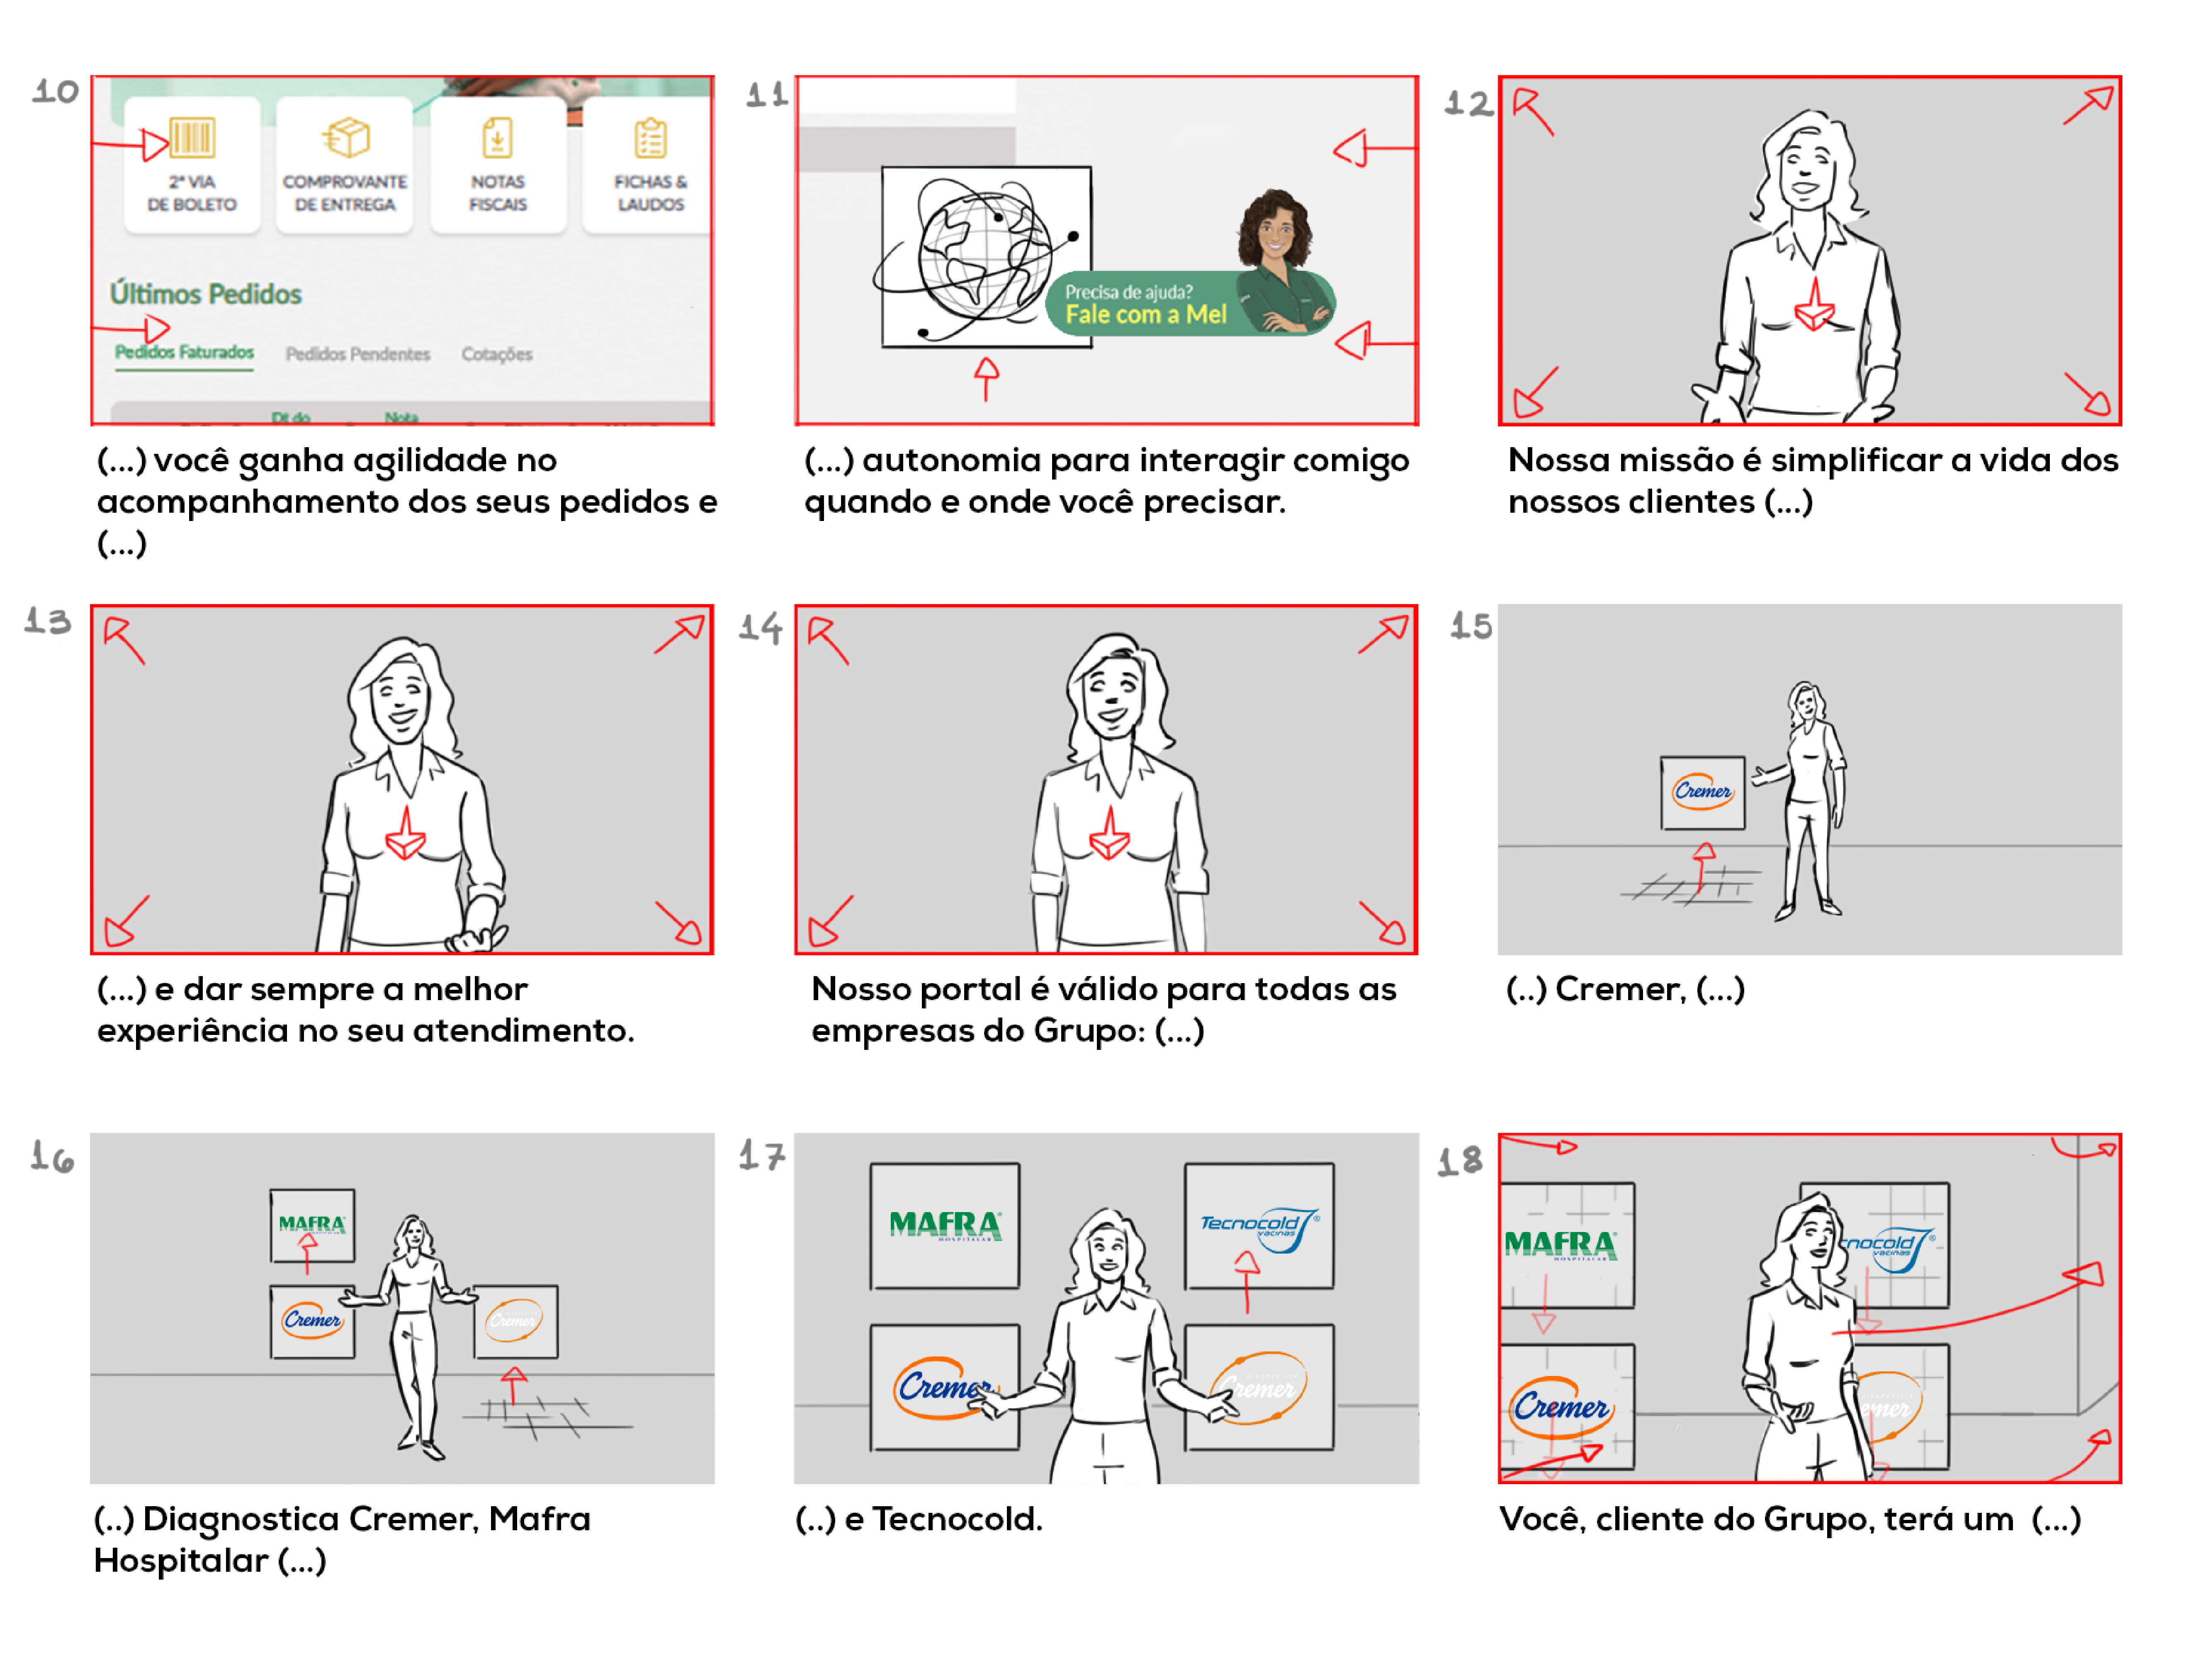 10
2ª VIA
DE BOLETO
COMPROVANTE
DE ENTREGA
NOTAS
FISCAIS
FICHAS &
LAUDOS
Últimos Pedidos
Pedidos Faturados
Pedidos Pendentes
Cotações
Dt do
Nota
(...) você ganha agilidade no
acompanhamento dos seus pedidos e
(...)
11
Precisa de ajuda?
Fale com a Mel
(...) autonomia para interagir comigo
quando e onde você precisar.
12
Nossa missão é simplificar a vida dos
nossos clientes (...)
13
(...) e dar sempre a melhor
experiência no seu atendimento.
14
Nosso portal é válido para todas as
empresas do Grupo: (...)
15
Cremer
(..) Cremer, (...)
16
MAFRA
Cremer
Cremer
(..) Diagnostica Cremer, Mafra
Hospitalar (...)
17
MAFRA
HOSPITALAR
Tecnocold®
vacinas
Cremer
remer
(..) e Tecnocold.
18
MAFRA
HOSPITALAR
cnocold®
vacinas
Cremer
emer
Você, cliente do Grupo, terá um (...)